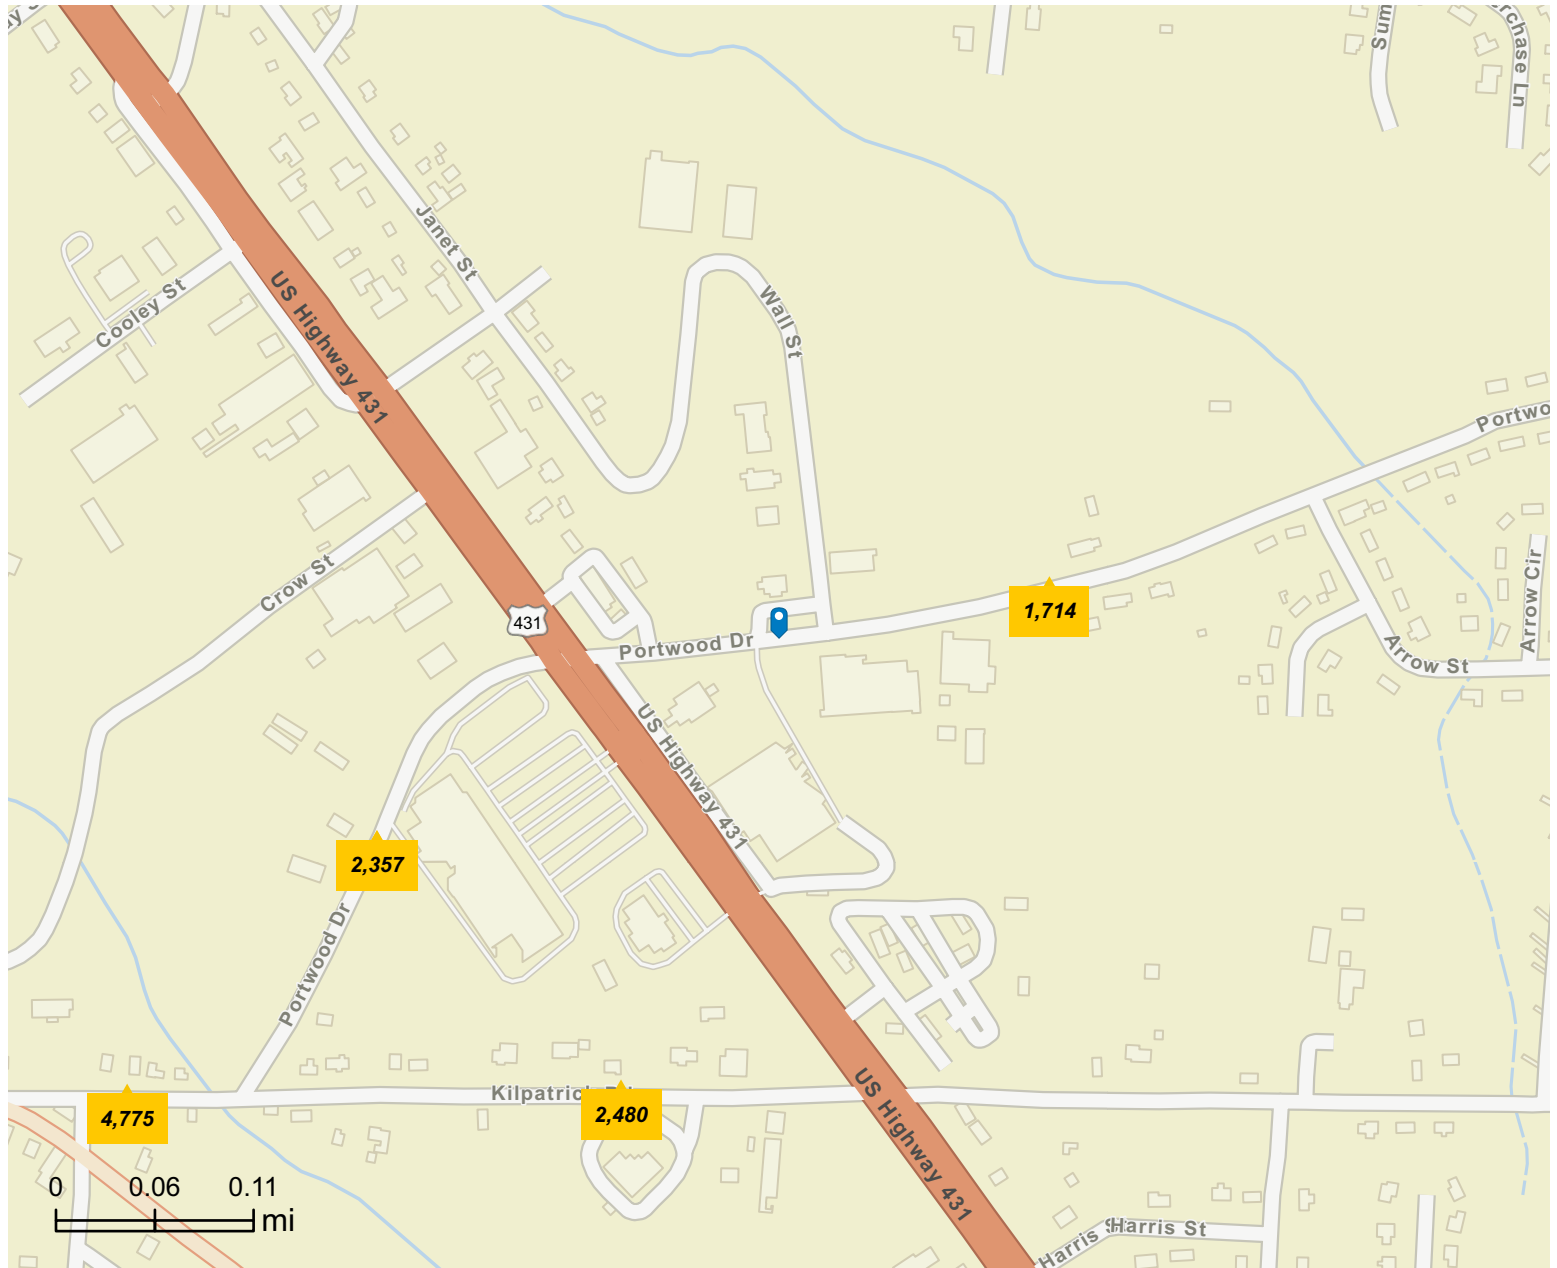 Sum
rchase Ln
Janet St
Cooley St
US Highway 431
Wall St
Portwo
Crow St
431
Portwood Dr
1,714
Arrow Cir
Arrow St
US Highway 431
2,357
Portwood Dr
Kilpatrick
4,775
2,480
US Highway 431
0 0.06 0.11
mi
Harris
Harris St